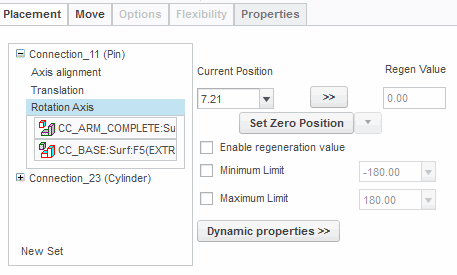 Placement Move Options Flexibility Properties
Connection_11 (Pin)
Axis alignment
Translation
Rotation Axis
CC_ARM_COMPLETE:Su
CC_BASE:Surf:F5(EXTR
Connection_23 (Cylinder)
New Set
Current Position Regen Value
7.21 >> 0.00
Set Zero Position
Enable regeneration value
Minimum Limit -180.00
Maximum Limit 180.00
Dynamic properties >>